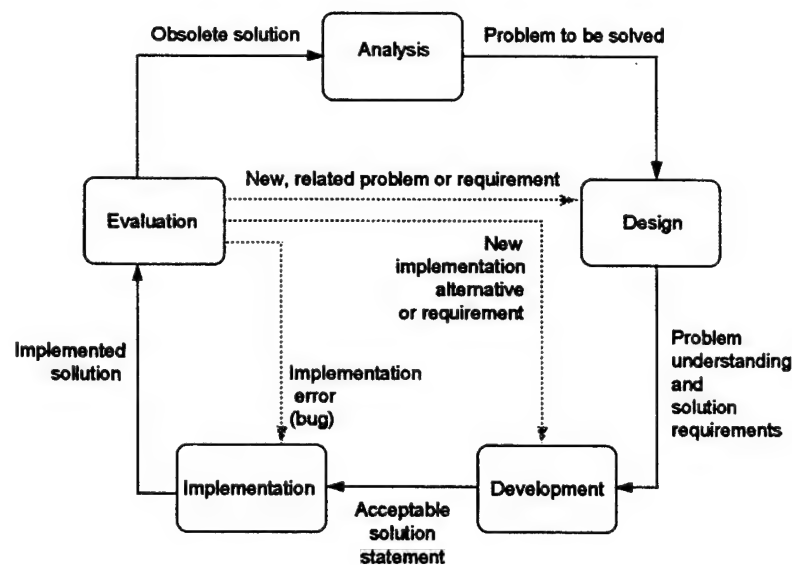 Obsolete solution
Analysis
Problem to be solved
New, related problem or requirement
Evaluation
Design
New
implementation
alternative
or requirement
Implemented
sollution
Problem
understanding
and
solution
requirements
Implementation
error
(bug)
Implementation
Development
Acceptable
solution
statement